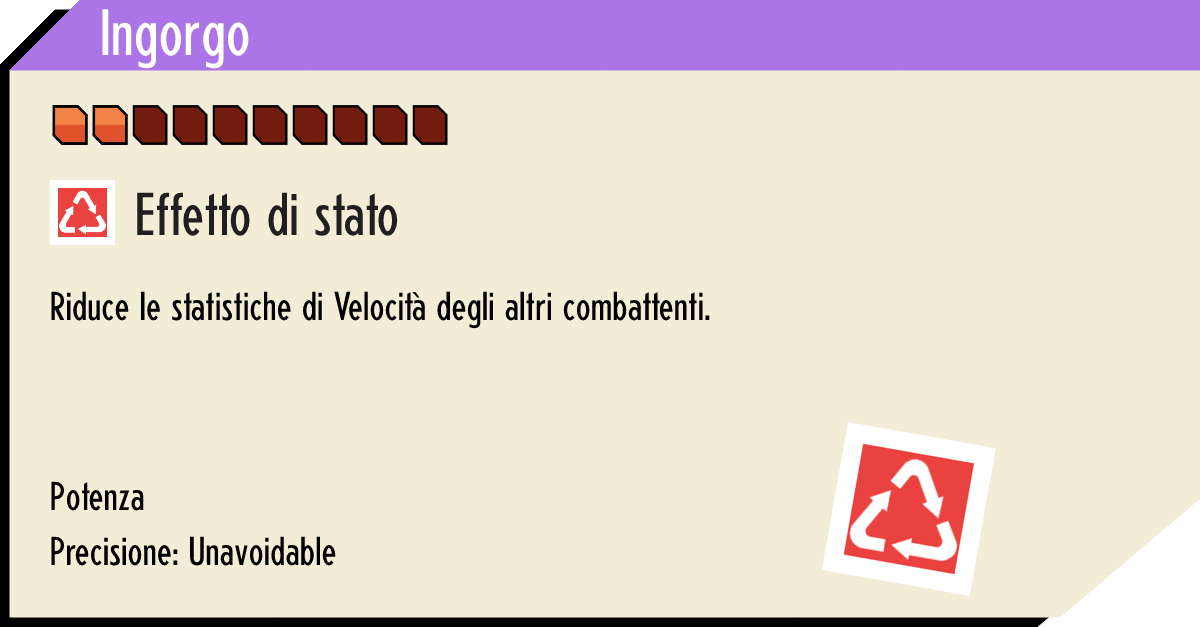 Ingorgo
Effetto di stato
Riduce le statistiche di Velocità degli altri combattenti.
Potenza
Precisione: Unavoidable